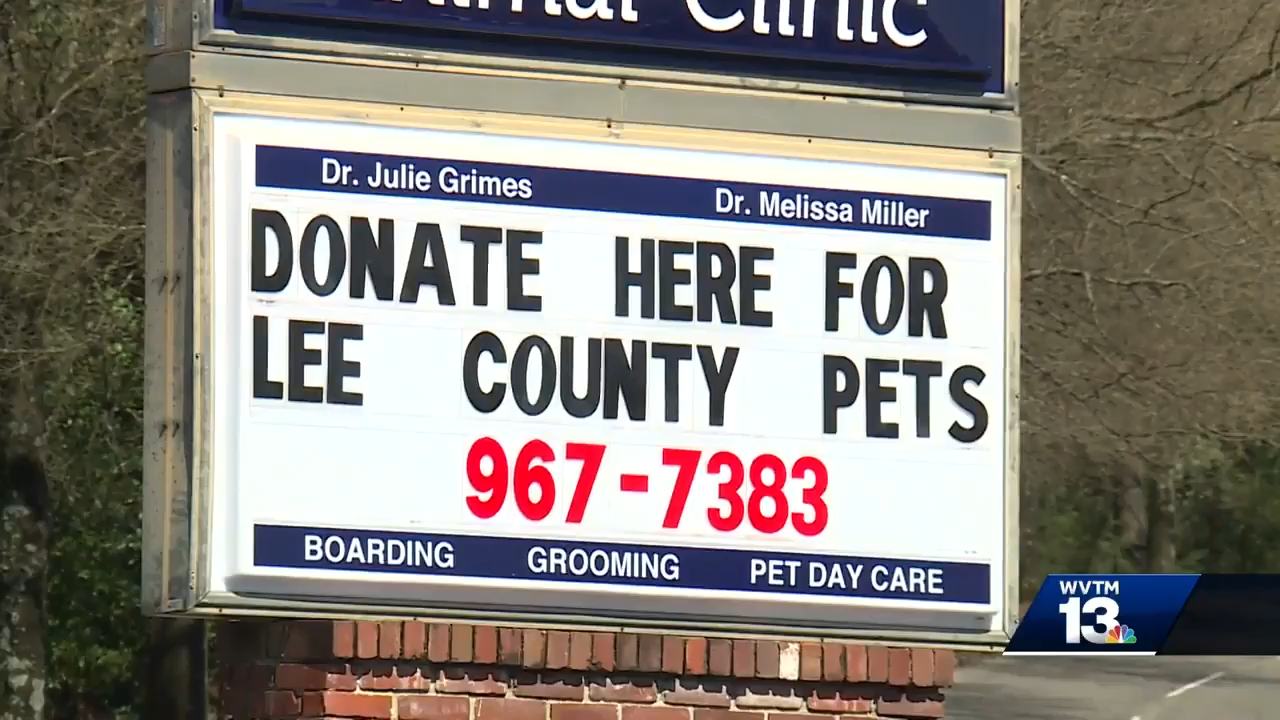 Animal Clinic
Dr. Julie Grimes Dr. Melissa Miller
DONATE HERE FOR
LEE COUNTY PETS
967-7383
BOARDING GROOMING PET DAY CARE
WVTM
13